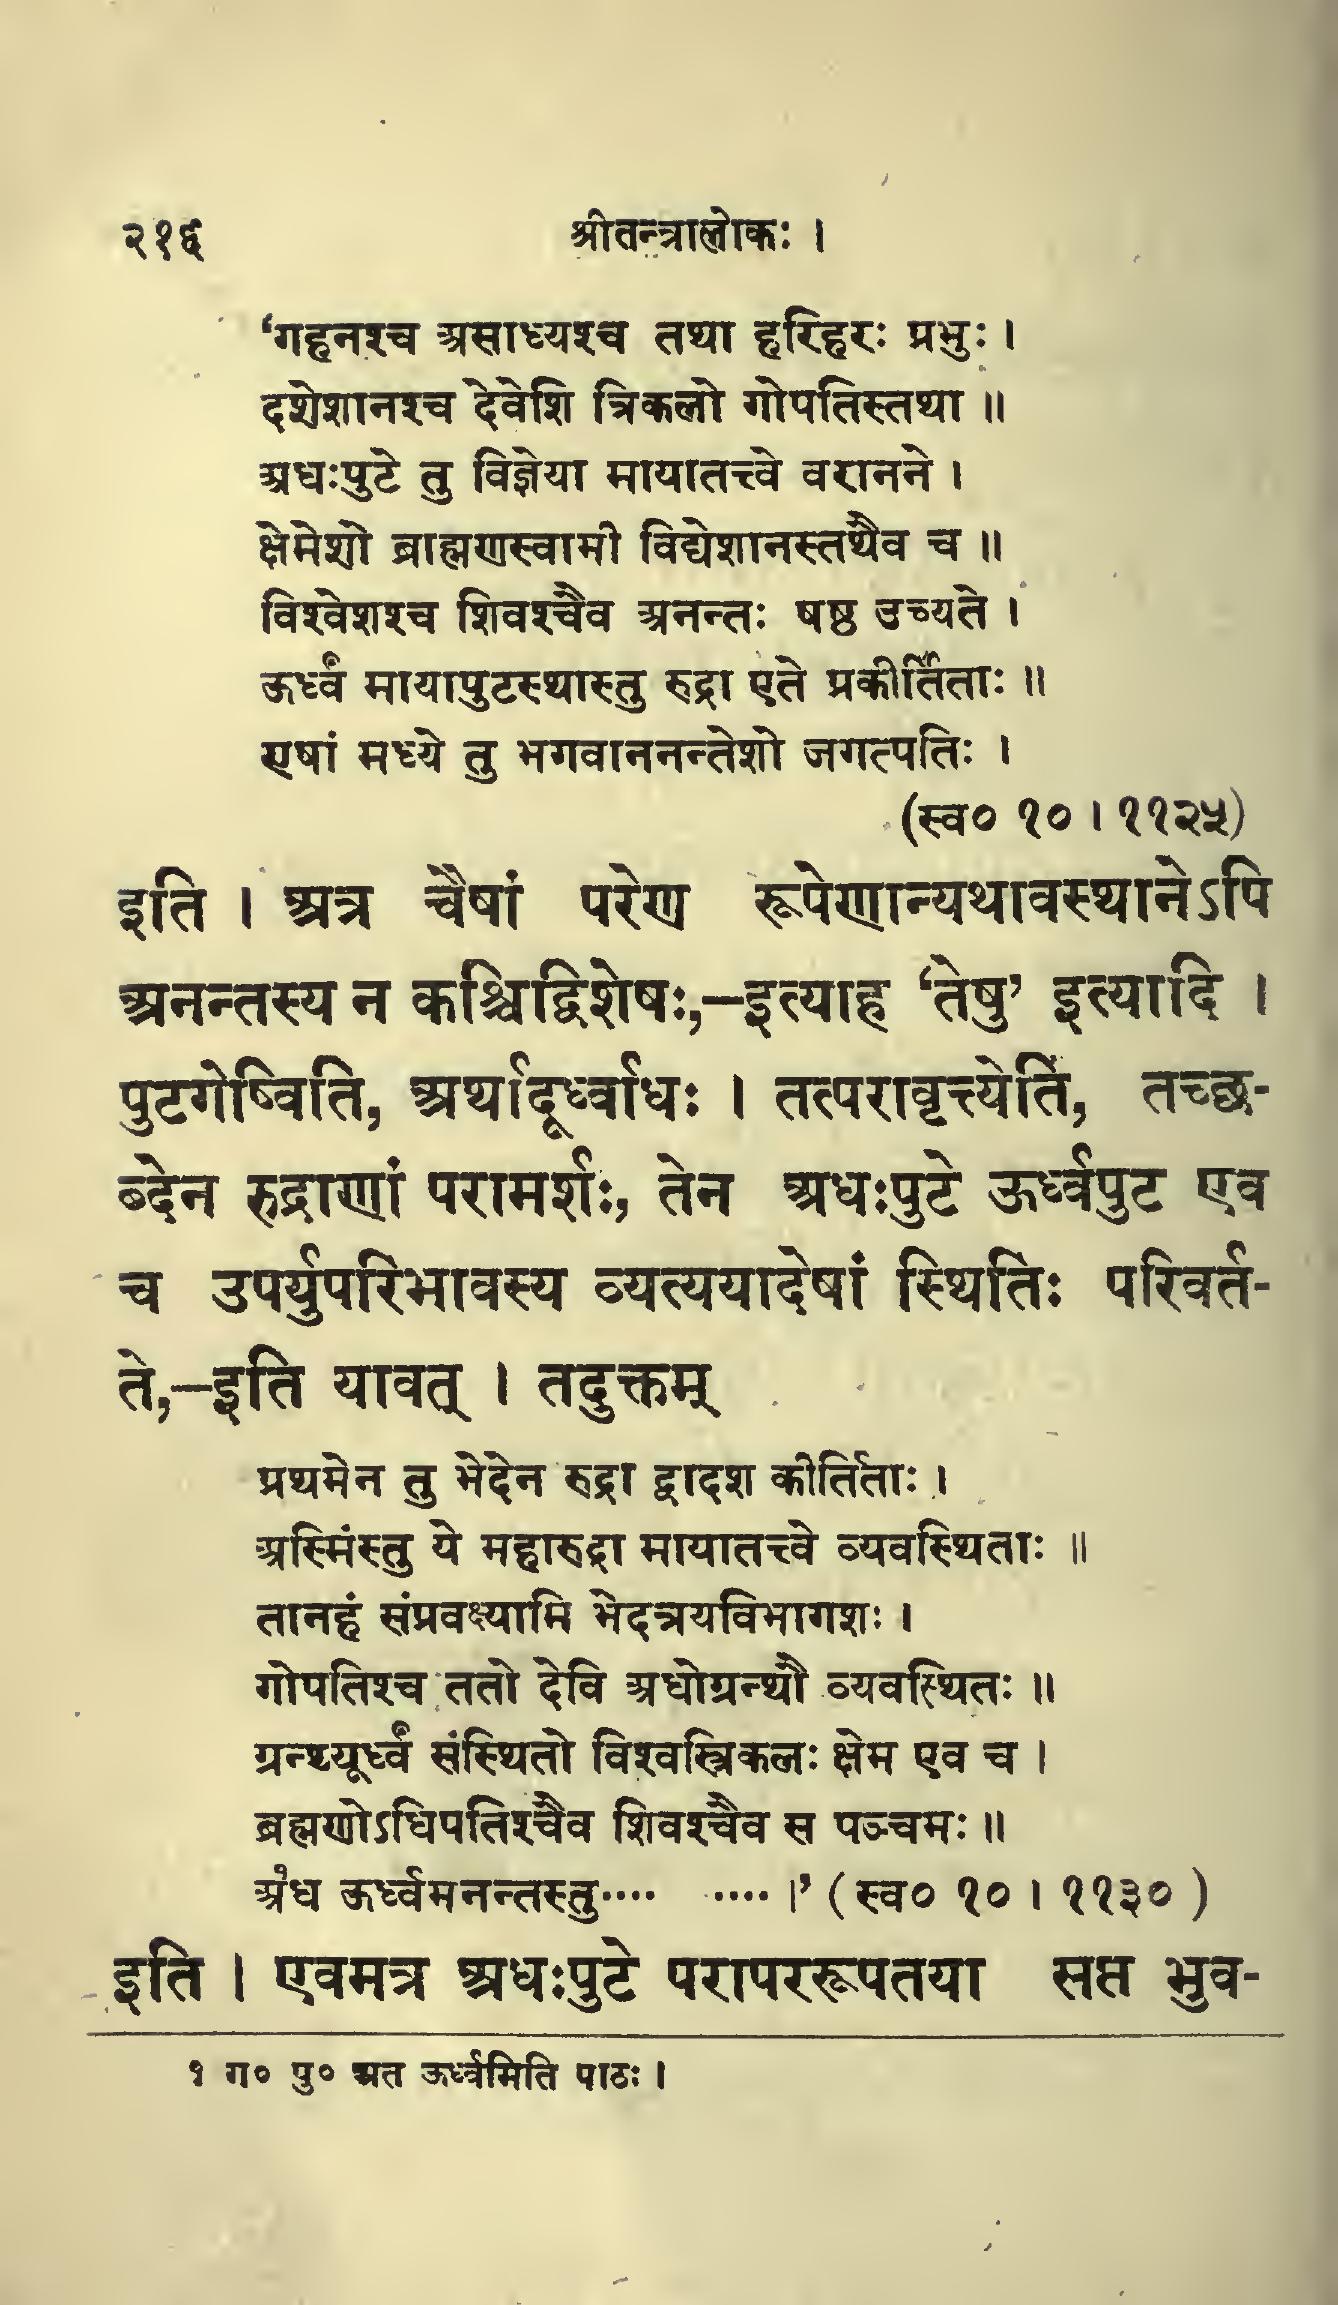 २१६ श्रीतन्त्रालोकः ।
‘गहनश्च असाध्यश्च तथा हरिहरः प्रभुः ।
दशेशानश्च देवेशि त्रिकलो गोपतिस्तथा ॥
अधःपुटे तु विज्ञेया मायातत्त्वे वरानने ।
क्षेमेशो ब्राह्मणस्वामी विद्येशानस्तथैव च ॥
विश्वेशश्च शिवश्चैव अनन्तः षष्ठ उच्यते ।
ऊर्ध्वं मायापुटस्थास्तु रुद्रा एते प्रकीर्तिताः ॥
एषां मध्ये तु भगवाननन्तेशो जगत्पतिः ।
(स्व० १० । ११२५)
इति । अत्र चैषां परेण रूपेणान्यथावस्थानेऽपि
अनन्तस्य न कश्चिद्विशेषः,—इत्याह ‘तेषु’ इत्यादि ।
पुटगेष्विति, अर्थादूर्ध्वाधः । तत्परावृत्त्येति, तच्छ-
ब्देन रुद्राणां परामर्शः, तेन अधःपुटे ऊर्ध्वपुट एव
च उपर्युपरिभावस्य व्यत्ययादेषां स्थितिः परिवर्त-
ते,—इति यावत् । तदुक्तम्
प्रथमेन तु भेदेन रुद्रा द्वादश कीर्तिताः ।
अस्मिंस्तु ये महारुद्रा मायातत्त्वे व्यवस्थिताः ॥
तानहं संप्रवक्ष्यामि भेदत्रयविभागशः ।
गोपतिश्च ततो देवि अधोग्रन्थौ व्यवस्थितः ॥
ग्रन्थ्यूर्ध्वं संस्थितो विश्वस्त्रिकलः क्षेम एव च ।
ब्रह्मणोऽधिपतिश्चैव शिवश्चैव स पञ्चमः ॥
अ१ध ऊर्ध्वमनन्तस्तु···· ···· ।’ ( स्व० १० । ११३० )
इति । एवमत्र अधःपुटे परापररूपतया सप्त भुव-
१ ग० पु० अत ऊर्ध्वमिति पाठः ।